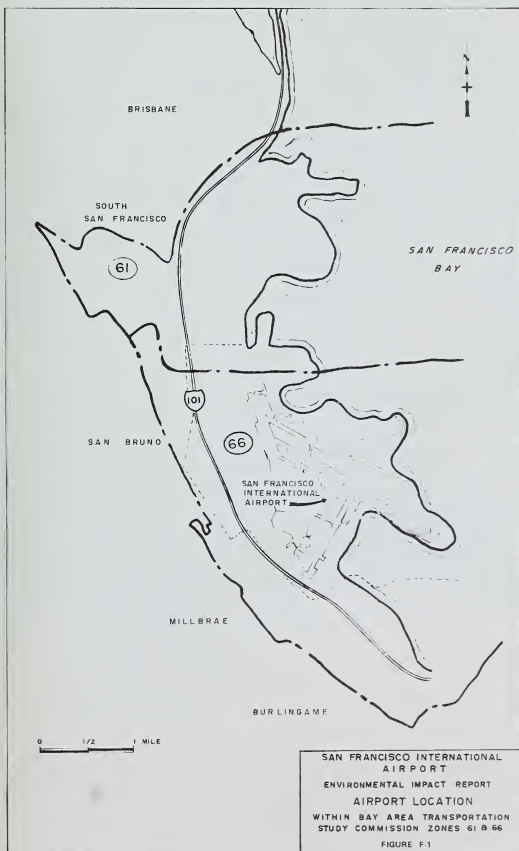 BRISBANE
SOUTH
SAN FRANCISCO
61
SAN FRANCISCO
BAY
101
SAN BRUNO
66
SAN FRANCISCO
INTERNATIONAL
AIRPORT
MILLBRAE
BURLINGAME
0 1/2 1 MILE
SAN FRANCISCO INTERNATIONAL
AIRPORT
ENVIRONMENTAL IMPACT REPORT
AIRPORT LOCATION
WITHIN BAY AREA TRANSPORTATION
STUDY COMMISSION ZONES 61 & 66
FIGURE F-1